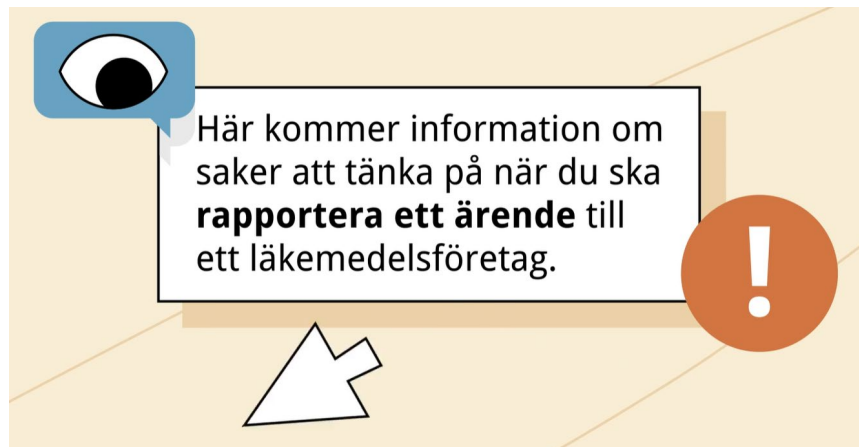 Här kommer information om
saker att tänka på när du ska
rapportera ett ärende till
ett läkemedelsföretag.
!